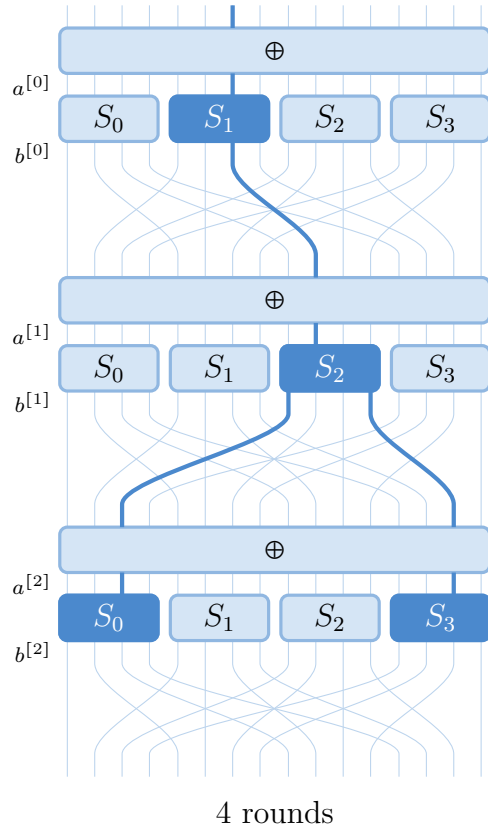 ⊕
a^[0]
S₀ S₁ S₂ S₃
b^[0]
⊕
a^[1]
S₀ S₁ S₂ S₃
b^[1]
⊕
a^[2]
S₀ S₁ S₂ S₃
b^[2]
4 rounds